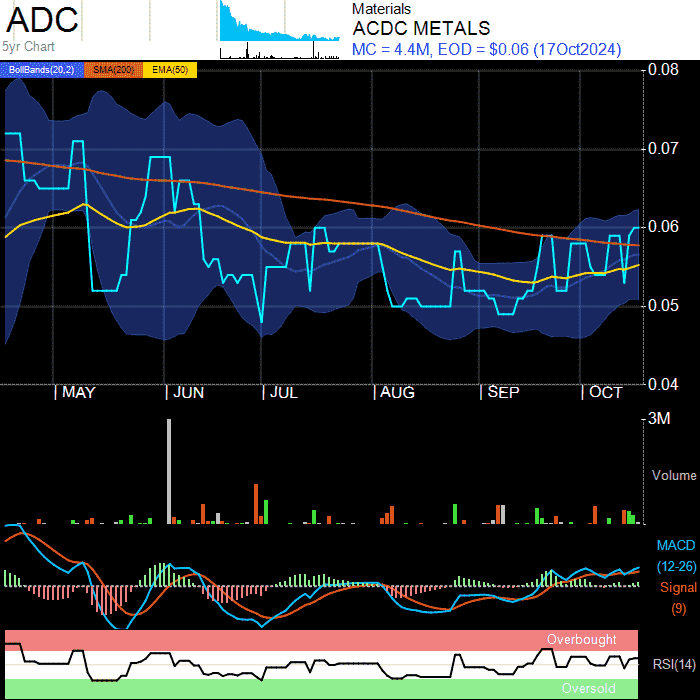 ADC
5yr Chart
Materials
ACDC METALS
MC = 4.4M, EOD = $0.06 (17Oct2024)
BollBands(20,2) SMA(200) EMA(50)
0.08
0.07
0.06
0.05
0.04
MAY JUN JUL AUG SEP OCT
3M
Volume
MACD
(12-26)
Signal
(9)
Overbought
RSI(14)
Oversold